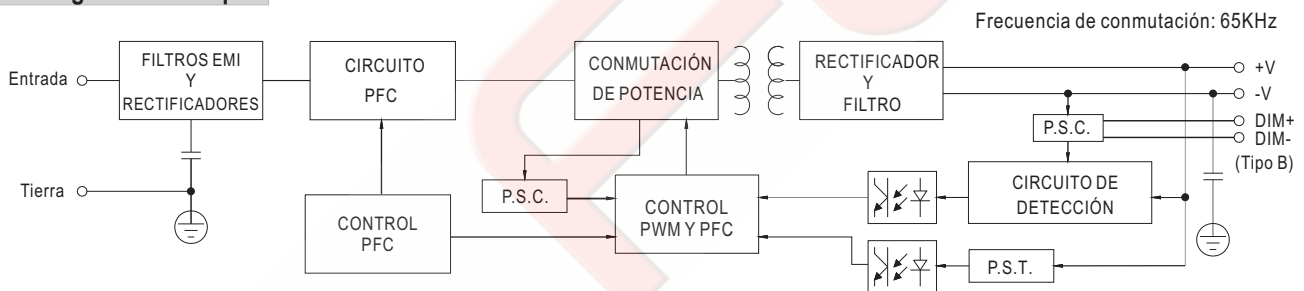 Frecuencia de conmutación: 65KHz
Entrada
FILTROS EMI
Y
RECTIFICADORES
CIRCUITO
PFC
CONMUTACIÓN
DE POTENCIA
RECTIFICADOR
Y
FILTRO
+V
-V
DIM+
DIM-
(Tipo B)
P.S.C.
Tierra
P.S.C.
CONTROL
PFC
CONTROL
PWM Y PFC
CIRCUITO DE
DETECCIÓN
P.S.T.